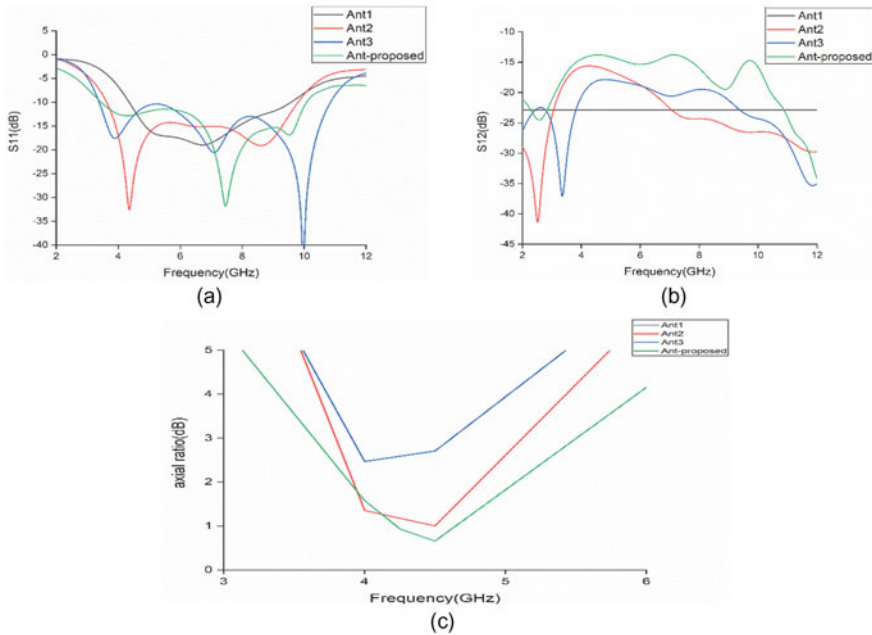 5
0
-5
-10
-15
-20
-25
-30
-35
-40
S11(dB)
2 4 6 8 10 12
Frequency(GHz)
Ant1
Ant2
Ant3
Ant-proposed
(a)
-10
-15
-20
-25
-30
-35
-40
-45
S12(dB)
2 4 6 8 10 12
Frequency(GHz)
Ant1
Ant2
Ant3
Ant-proposed
(b)
5
4
3
2
1
0
axial ratio(dB)
3 4 5 6
Frequency(GHz)
Ant1
Ant2
Ant3
Ant-proposed
(c)